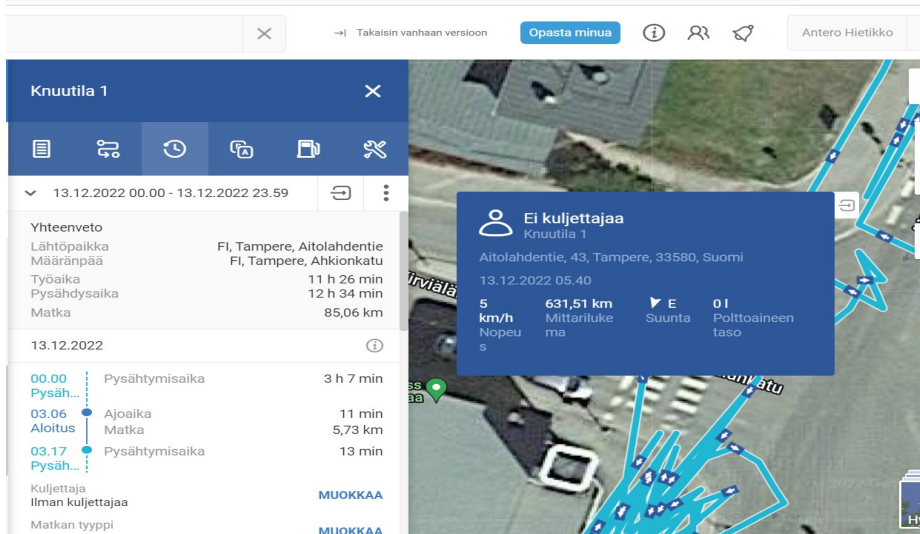 Takaisin vanhaan versioon
Opasta minua
Antero Hietikko
Knuutila 1
13.12.2022 00.00 - 13.12.2022 23.59
Yhteenveto
Lähtöpaikka FI, Tampere, Aitolahdentie
Määränpää FI, Tampere, Ahkionkatu
Työaika 11 h 26 min
Pysähdysaika 12 h 34 min
Matka 85,06 km
13.12.2022
00.00 Pysähtymisaika 3 h 7 min
Pysäh...
03.06 Ajoaika 11 min
Aloitus Matka 5,73 km
03.17 Pysähtymisaika 13 min
Pysäh...
Kuljettaja
Ilman kuljettajaa MUOKKAA
Matkan tyyppi
MUOKKAA
Ei kuljettajaa
Knuutila 1
Aitolahdentie, 43, Tampere, 33580, Suomi
13.12.2022 05.40
5 631,51 km E 0 l
km/h Mittariluke Suunta Polttoaineen
Nopeu ma taso
s